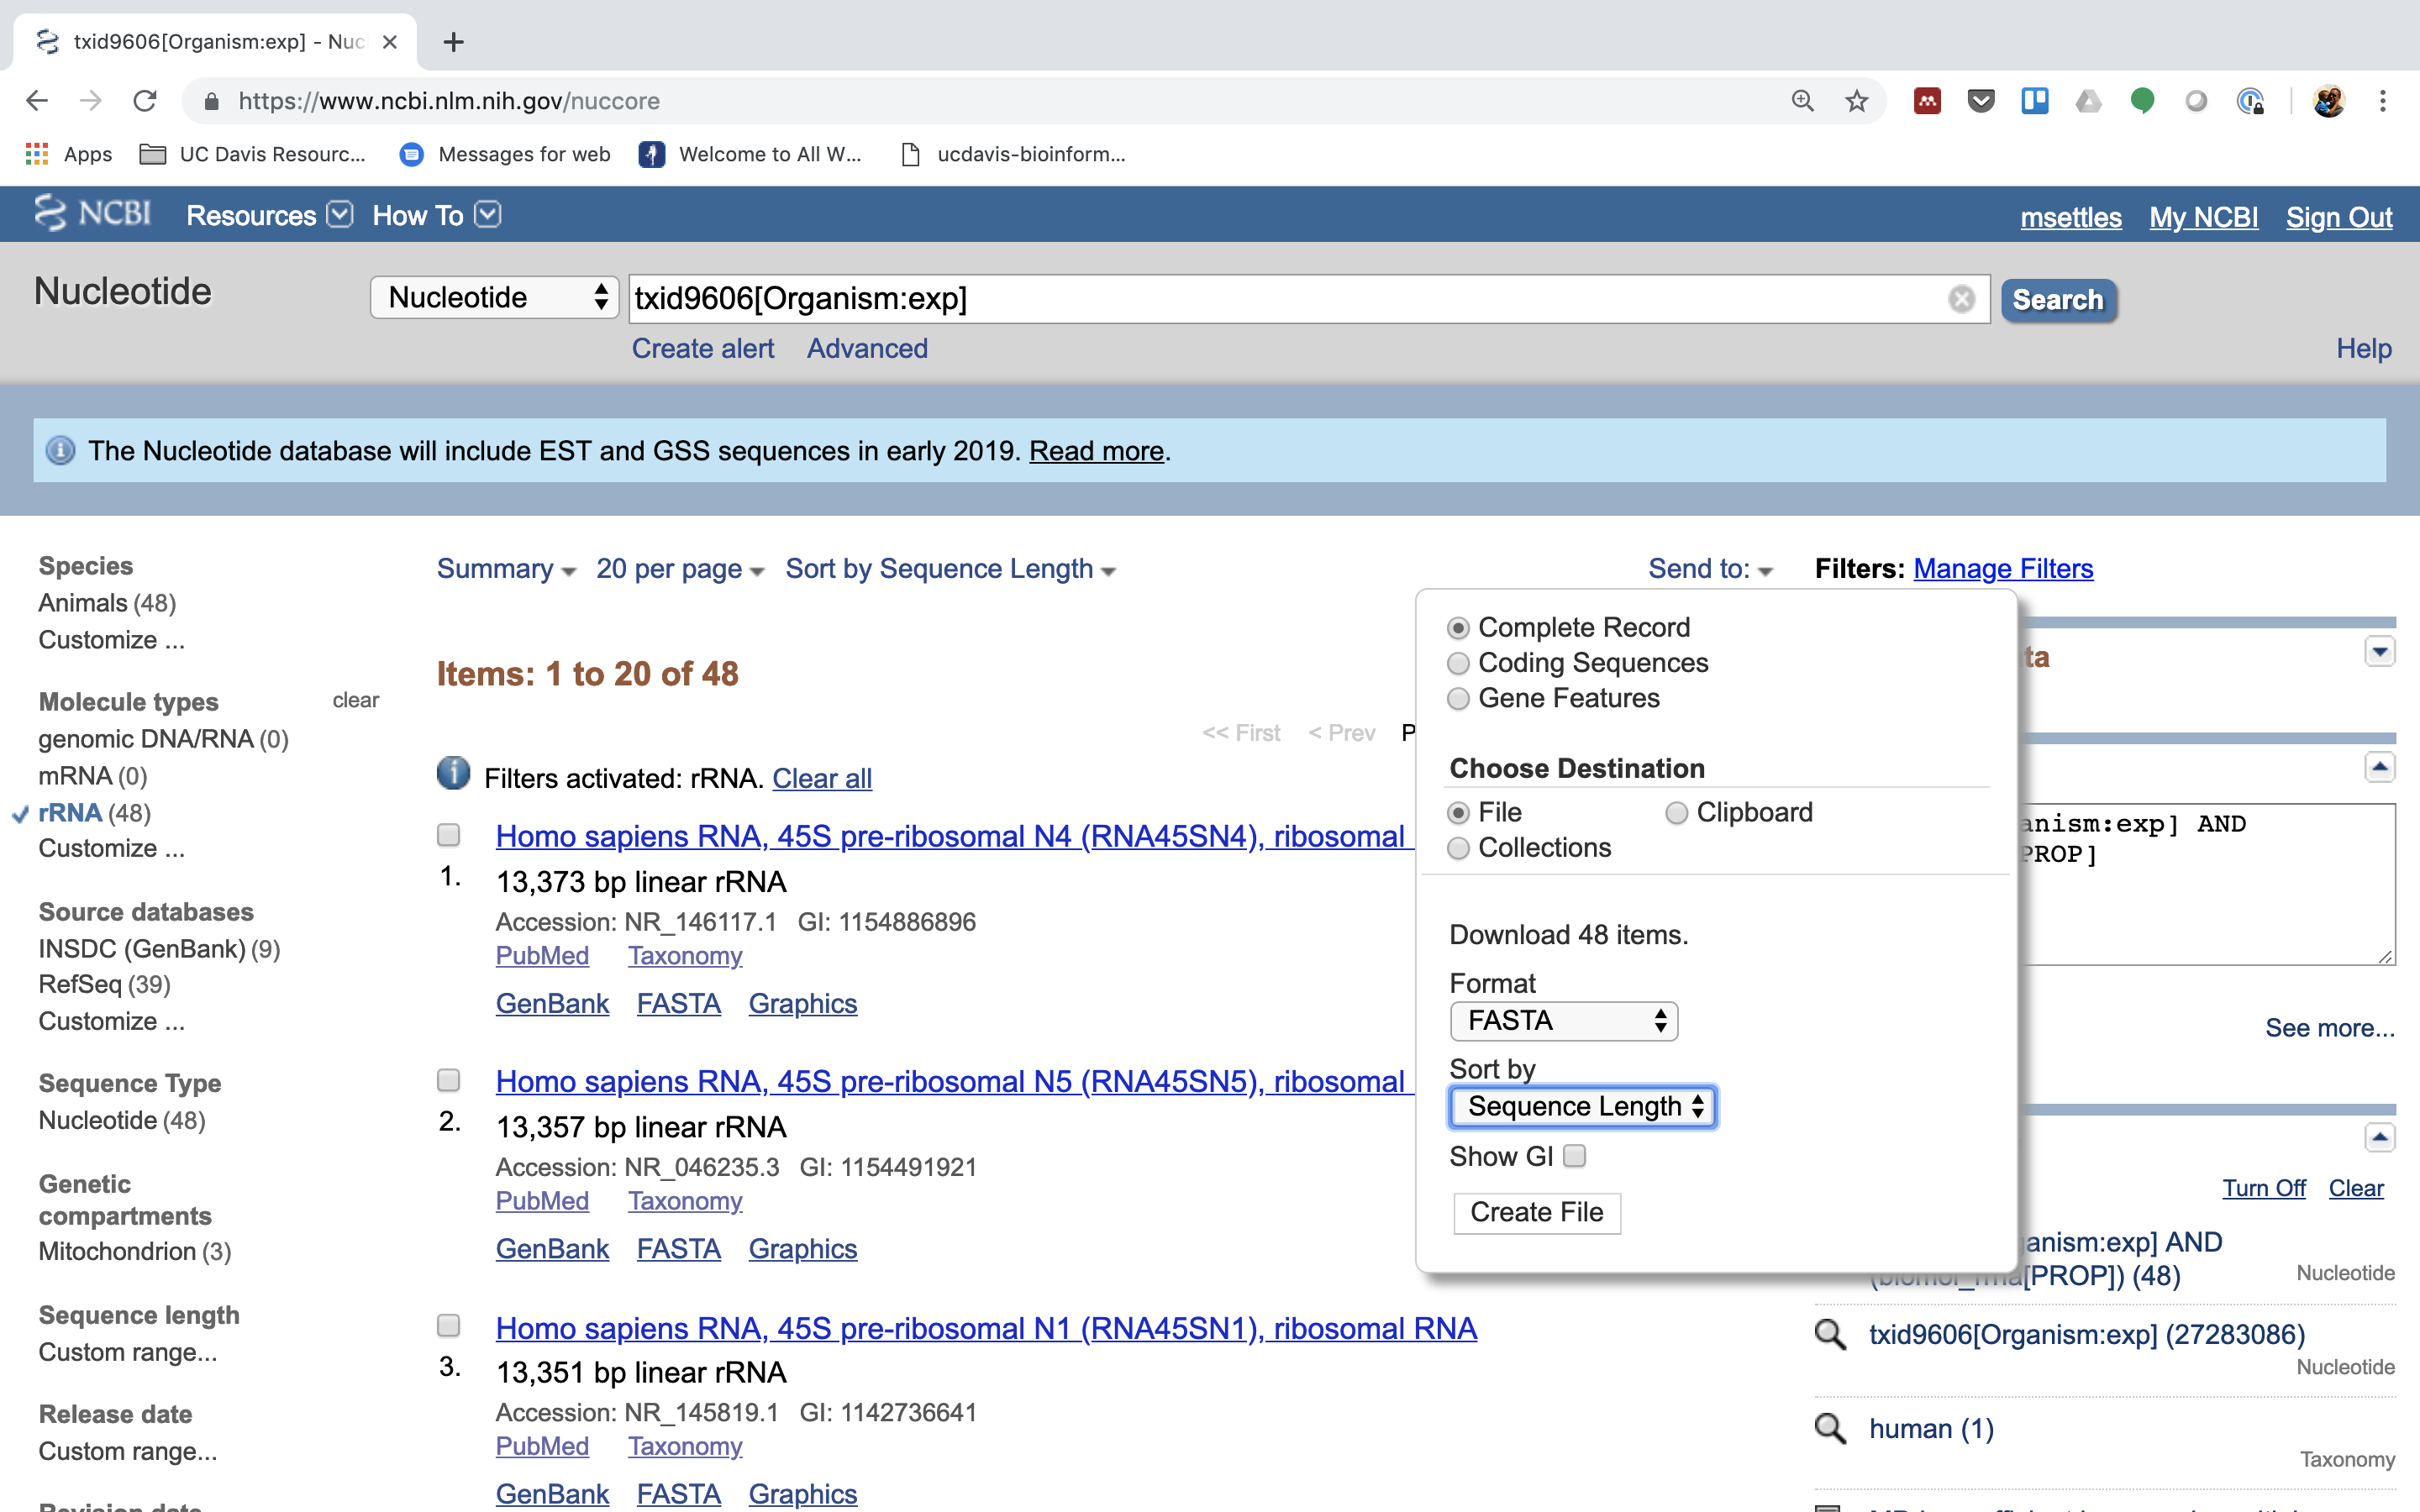 txid9606[Organism:exp] - Nuc
https://www.ncbi.nlm.nih.gov/nuccore
Apps UC Davis Resourc... Messages for web Welcome to All W... ucdavis-bioinform...
NCBI Resources How To msettles My NCBI Sign Out
Nucleotide Nucleotide txid9606[Organism:exp] Search
Create alert Advanced Help
The Nucleotide database will include EST and GSS sequences in early 2019. Read more.
Species
Animals (48)
Customize ...
Molecule types clear
genomic DNA/RNA (0)
mRNA (0)
rRNA (48)
Customize ...
Source databases
INSDC (GenBank) (9)
RefSeq (39)
Customize ...
Sequence Type
Nucleotide (48)
Genetic
compartments
Mitochondrion (3)
Sequence length
Custom range...
Release date
Custom range...
Summary 20 per page Sort by Sequence Length Send to:
Items: 1 to 20 of 48
<< First < Prev P
Filters activated: rRNA. Clear all
Homo sapiens RNA, 45S pre-ribosomal N4 (RNA45SN4), ribosomal
1. 13,373 bp linear rRNA
Accession: NR_146117.1 GI: 1154886896
PubMed Taxonomy
GenBank FASTA Graphics
Homo sapiens RNA, 45S pre-ribosomal N5 (RNA45SN5), ribosomal
2. 13,357 bp linear rRNA
Accession: NR_046235.3 GI: 1154491921
PubMed Taxonomy
GenBank FASTA Graphics
Homo sapiens RNA, 45S pre-ribosomal N1 (RNA45SN1), ribosomal RNA
3. 13,351 bp linear rRNA
Accession: NR_145819.1 GI: 1142736641
PubMed Taxonomy
GenBank FASTA Graphics
Complete Record
Coding Sequences
Gene Features
Choose Destination
File Clipboard
Collections
Download 48 items.
Format
FASTA
Sort by
Sequence Length
Show GI
Create File
Filters: Manage Filters
ta
anism:exp] AND
PROP]
See more...
Turn Off Clear
anism:exp] AND
[PROP]) (48) Nucleotide
txid9606[Organism:exp] (27283086)
Nucleotide
human (1)
Taxonomy